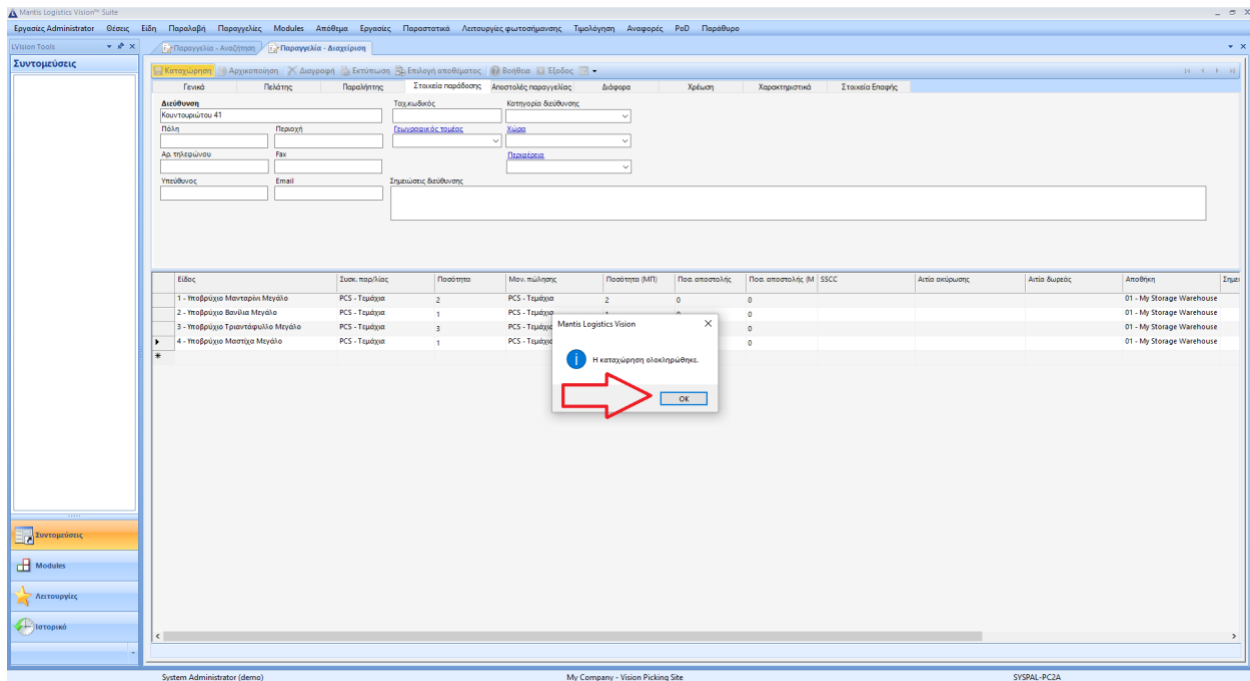 Mantis Logistics Vision™ Suite
Εργασίες Administrator Θέσεις Είδη Παραλαβή Παραγγελίες Modules Απόθεμα Εργασίες Παραστατικά Λειτουργίες φωτοσήμανσης Τιμολόγηση Αναφορές PoD Παράθυρο
LVision Tools
Παραγγελία - Αναζήτηση Παραγγελία - Διαχείριση
Συντομεύσεις
Καταχώρηση Αρχικοποίηση Διαγραφή Εκτύπωση Επιλογή αποθέματος Βοήθεια Έξοδος
Γενικά Πελάτης Παραλήπτης Στοιχεία παράδοσης Αποστολές παραγγελίας Διάφορα Χρέωση Χαρακτηριστικά Στοιχεία Επαφής
Διεύθυνση Ταχ.κωδικός Κατηγορία διεύθυνσης
Κουντουριώτου 41
Πόλη Περιοχή Γεωγραφικός τομέας Χώρα
Αρ. τηλεφώνου Fax Περιφέρεια
Υπεύθυνος Email Σημειώσεις διεύθυνσης
Είδος Συσκ. παρ/λίας Ποσότητα Μον. πώλησης Ποσότητα (ΜΠ) Ποσ. αποστολής Ποσ. αποστολής (Μ SSCC Αιτία ακύρωσης Αιτία δωρεάς Αποθήκη Σημει
1 - Υποβρύχιο Μανταρίνι Μεγάλο PCS - Τεμάχια 2 PCS - Τεμάχια 2 0 0 01 - My Storage Warehouse
2 - Υποβρύχιο Βανίλια Μεγάλο PCS - Τεμάχια 1 PCS - Τεμάχια 0 01 - My Storage Warehouse
3 - Υποβρύχιο Τριαντάφυλλο Μεγάλο PCS - Τεμάχια 3 PCS - Τεμάχια 0 01 - My Storage Warehouse
4 - Υποβρύχιο Μαστίχα Μεγάλο PCS - Τεμάχια 1 PCS - Τεμάχια 0 01 - My Storage Warehouse
Mantis Logistics Vision
Η καταχώρηση ολοκληρώθηκε.
OK
Συντομεύσεις
Modules
Λειτουργίες
Ιστορικό
System Administrator (demo) My Company - Vision Picking Site SYSPAL-PC2A